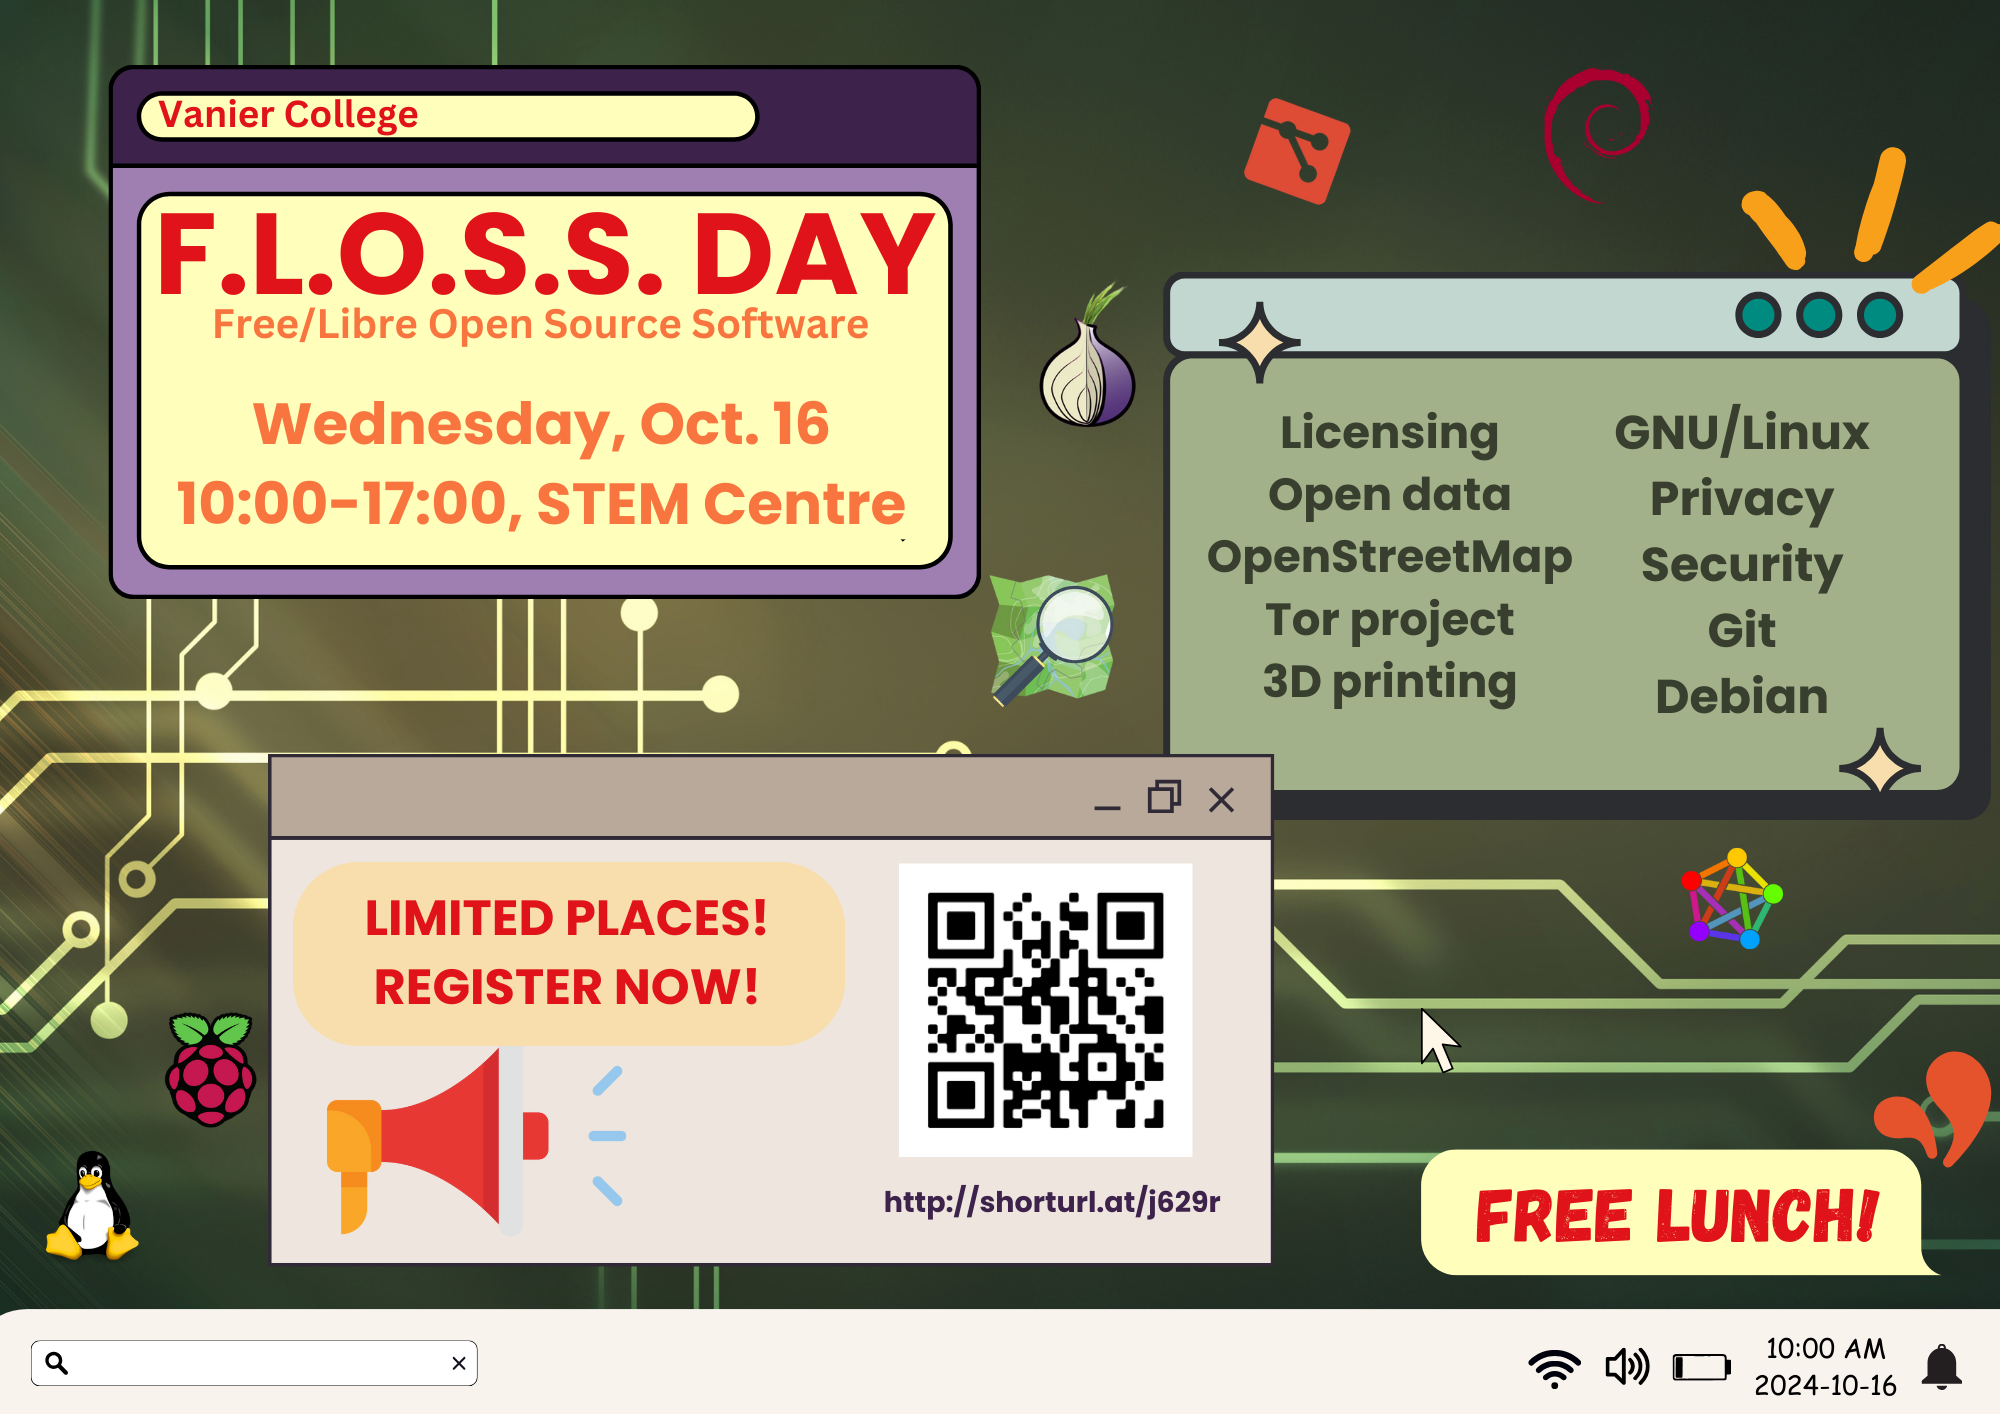 Vanier College
F.L.O.S.S. DAY
Free/Libre Open Source Software
Wednesday, Oct. 16
10:00-17:00, STEM Centre
Licensing
Open data
OpenStreetMap
Tor project
3D printing
GNU/Linux
Privacy
Security
Git
Debian
LIMITED PLACES!
REGISTER NOW!
http://shorturl.at/j629r
FREE LUNCH!
10:00 AM
2024-10-16